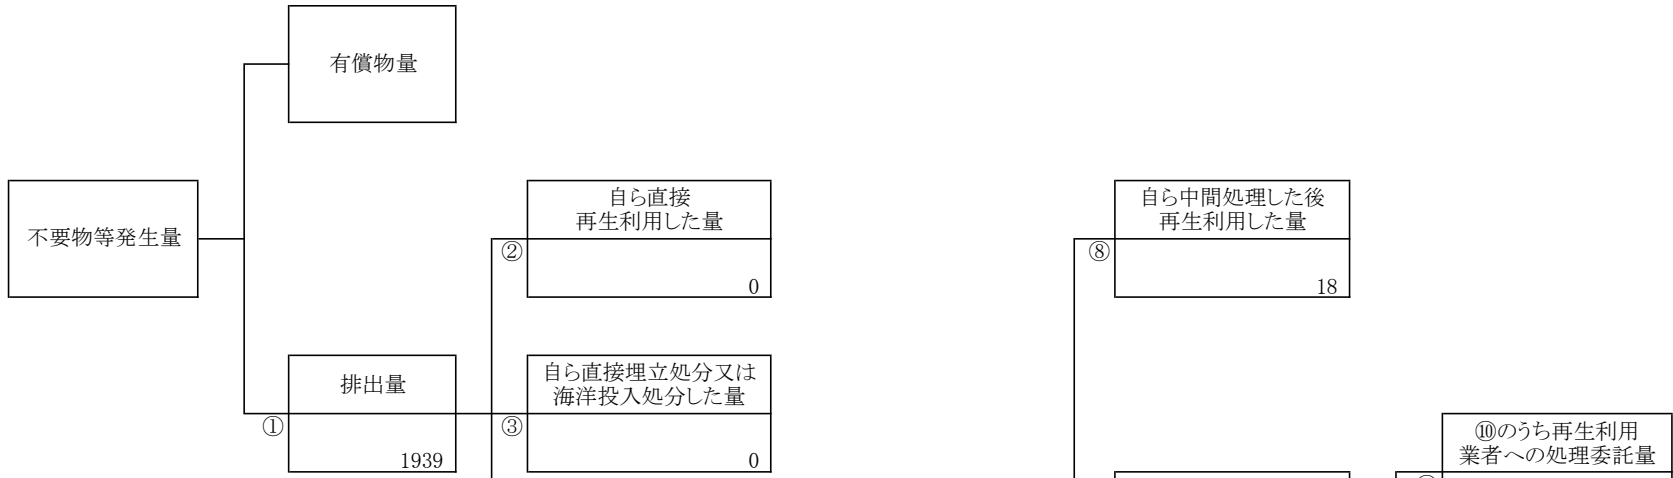 有償物量
不要物等発生量
自ら直接
再生利用した量
②
0
自ら中間処理した後
再生利用した量
⑧
18
排出量
①
1939
自ら直接埋立処分又は
海洋投入処分した量
③
0
⑩のうち再生利用
業者への処理委託量